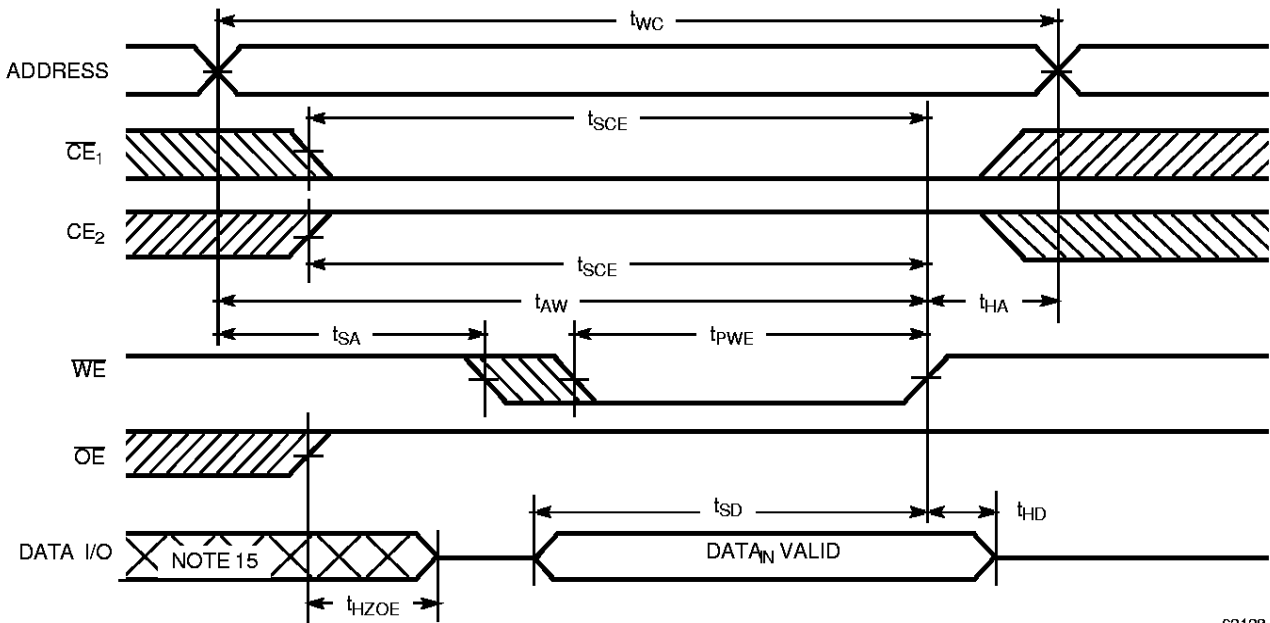 tWC
ADDRESS
tSCE
CE1
CE2
tSCE
tAW
tHA
tSA
tPWE
WE
OE
tSD
tHD
DATA I/O
NOTE 15
DATAIN VALID
tHZOE